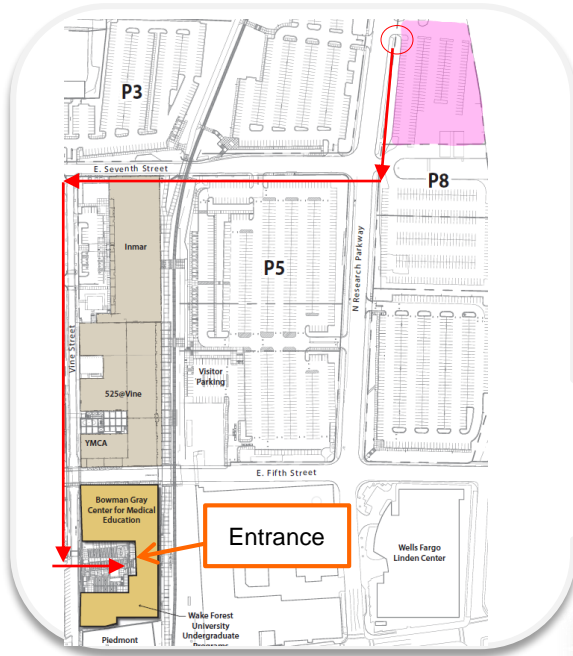 P3
E. Seventh Street
P8
Inmar
P5
N Research Parkway
Vine Street
Visitor
Parking
525@Vine
YMCA
E. Fifth Street
Bowman Gray
Center for Medical
Education
Entrance
Wells Fargo
Linden Center
Wake Forest
University
Undergraduate
Programs
Piedmont